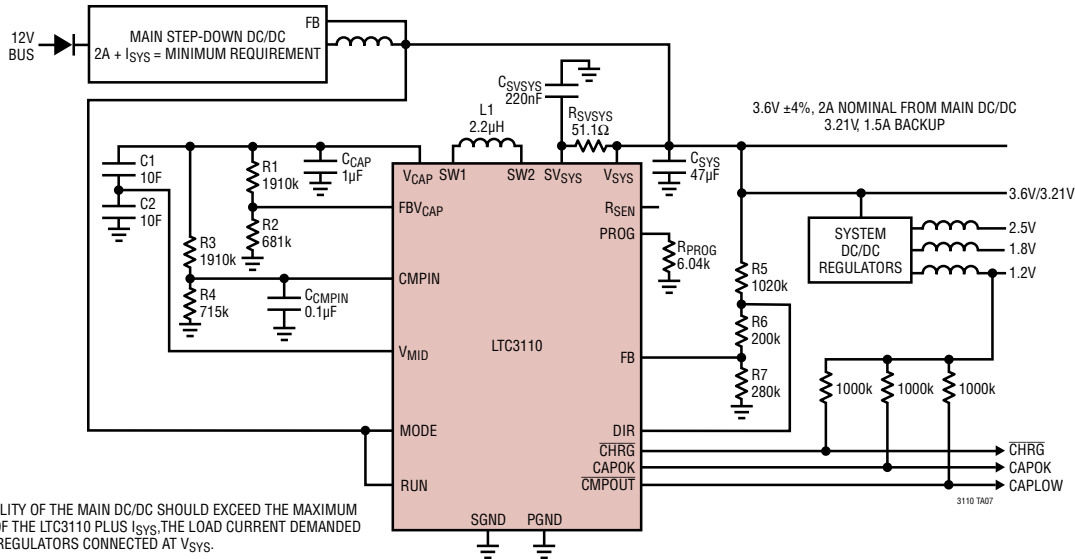 12V
BUS
MAIN STEP-DOWN DC/DC
2A + ISYS = MINIMUM REQUIREMENT
FB
CSVSYS
220nF
RSVSYS
51.1Ω
L1
2.2µH
3.6V ±4%, 2A NOMINAL FROM MAIN DC/DC
3.21V, 1.5A BACKUP
C1
10F
C2
10F
R1
1910k
CCAP
1µF
R2
681k
R3
1910k
R4
715k
CCMPIN
0.1µF
VCAP
SW1
SW2
SVSYS
VSYS
CSYS
47µF
FBVCAP
RSEN
PROG
RPROG
6.04k
CMPIN
VMID
LTC3110
FB
MODE
DIR
CHRG
CAPOK
CMPOUT
RUN
SGND
PGND
R5
1020k
R6
200k
R7
280k
SYSTEM
DC/DC
REGULATORS
3.6V/3.21V
2.5V
1.8V
1.2V
1000k
1000k
1000k
CHRG
CAPOK
CAPLOW
3110 TA07
LITY OF THE MAIN DC/DC SHOULD EXCEED THE MAXIMUM
OF THE LTC3110 PLUS ISYS,THE LOAD CURRENT DEMANDED
REGULATORS CONNECTED AT VSYS.